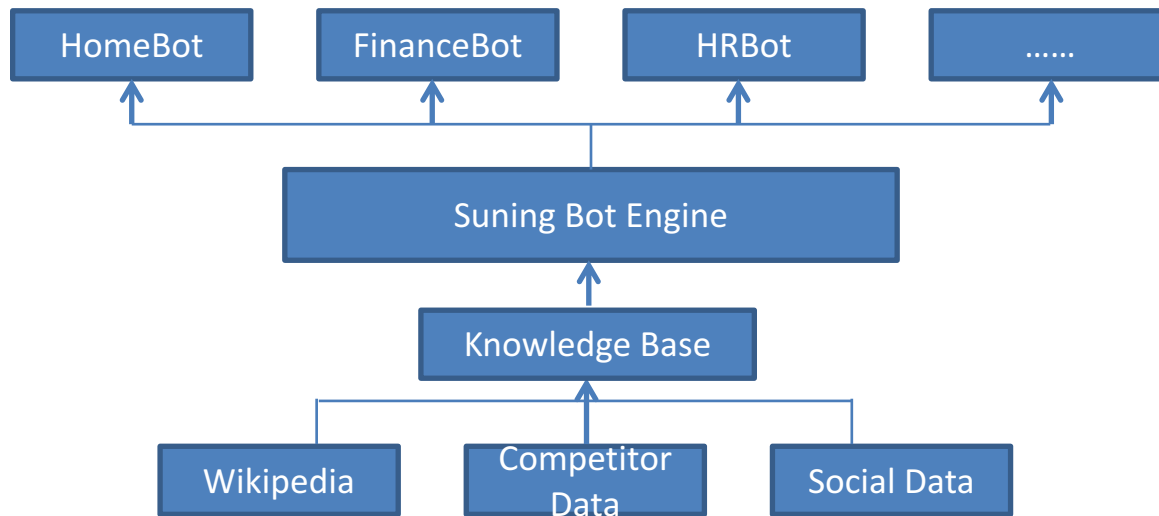 HomeBot
FinanceBot
HRBot
......
Suning Bot Engine
Knowledge Base
Wikipedia
Competitor
Data
Social Data